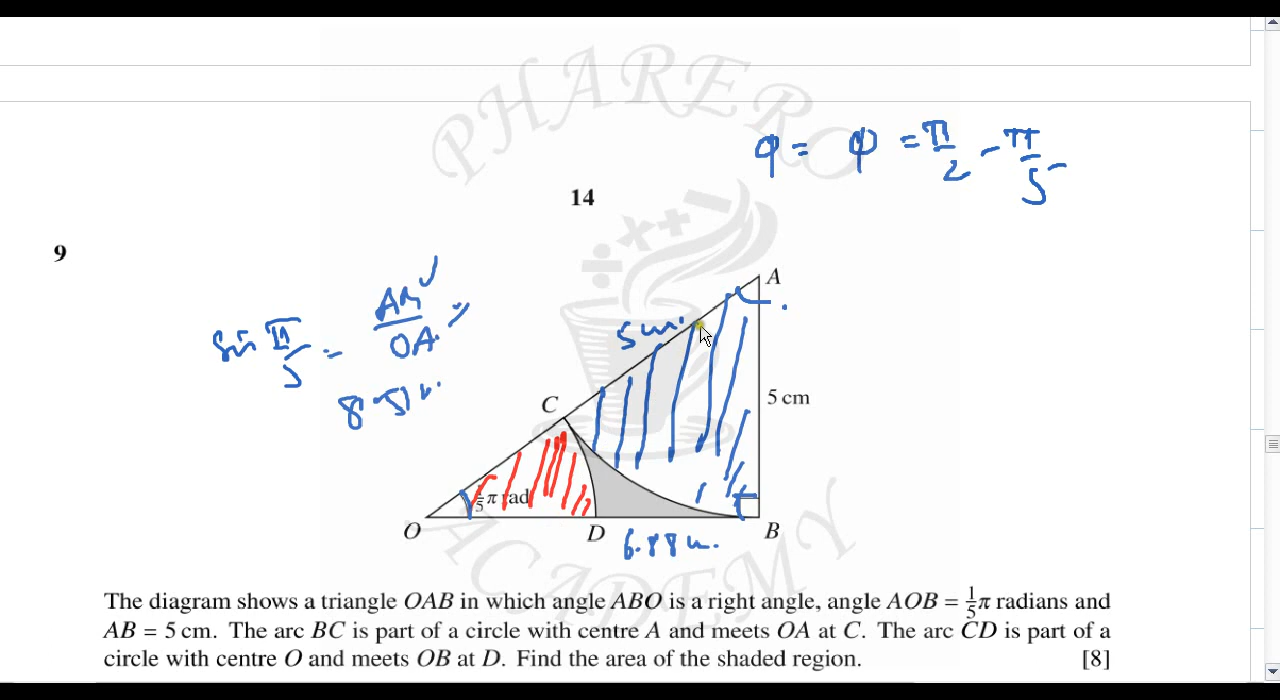 PHARERO
φ = φ = π/2 - π/5
14
9
A
sin π/5 = AB/OA =
8.51 cm.
5 cm.
C
5 cm
1/5 π rad
O
D
B
6.88 cm.
ACADEMY
The diagram shows a triangle OAB in which angle ABO is a right angle, angle AOB = 1/5 π radians and
AB = 5 cm. The arc BC is part of a circle with centre A and meets OA at C. The arc CD is part of a
circle with centre O and meets OB at D. Find the area of the shaded region. [8]